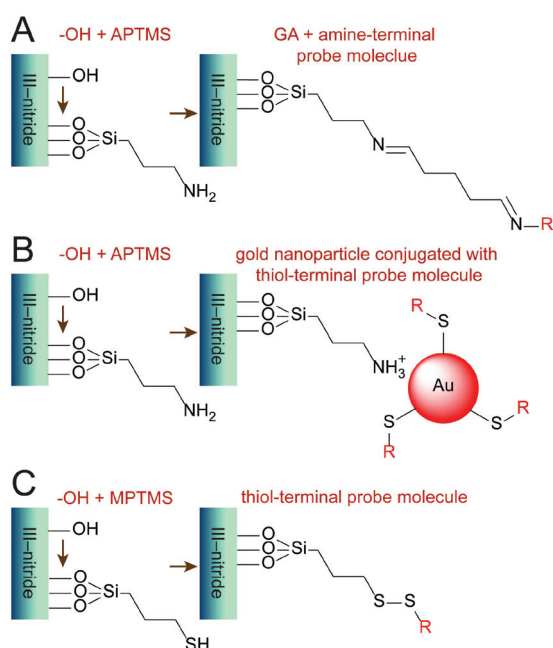 A
-OH + APTMS
GA + amine-terminal
probe moleclue
III–nitride
OH
O
O
O
Si
NH2
III–nitride
O
O
O
Si
N
N
R
B
-OH + APTMS
gold nanoparticle conjugated with
thiol-terminal probe molecule
III–nitride
OH
O
O
O
Si
NH2
III–nitride
O
O
O
Si
NH3+
R
S
Au
S
R
S
R
C
-OH + MPTMS
thiol-terminal probe molecule
III–nitride
OH
O
O
O
Si
SH
III–nitride
O
O
O
Si
S
S
R